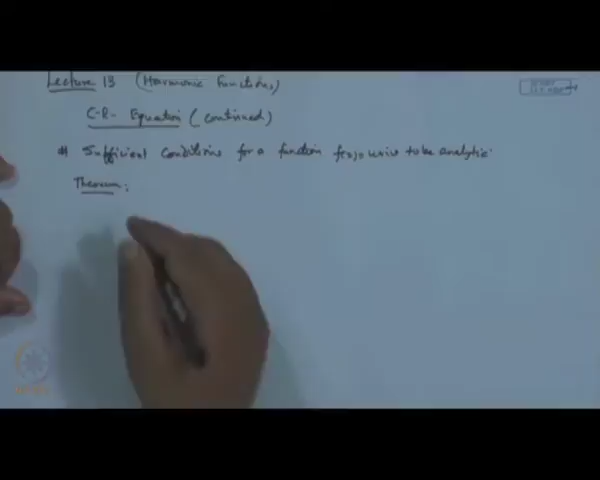 Lecture 13 (Harmonic Functions)
C-R- Equation (continued)
# Sufficient Conditions for a function f(z)=u+iv to be analytic
Theorem: